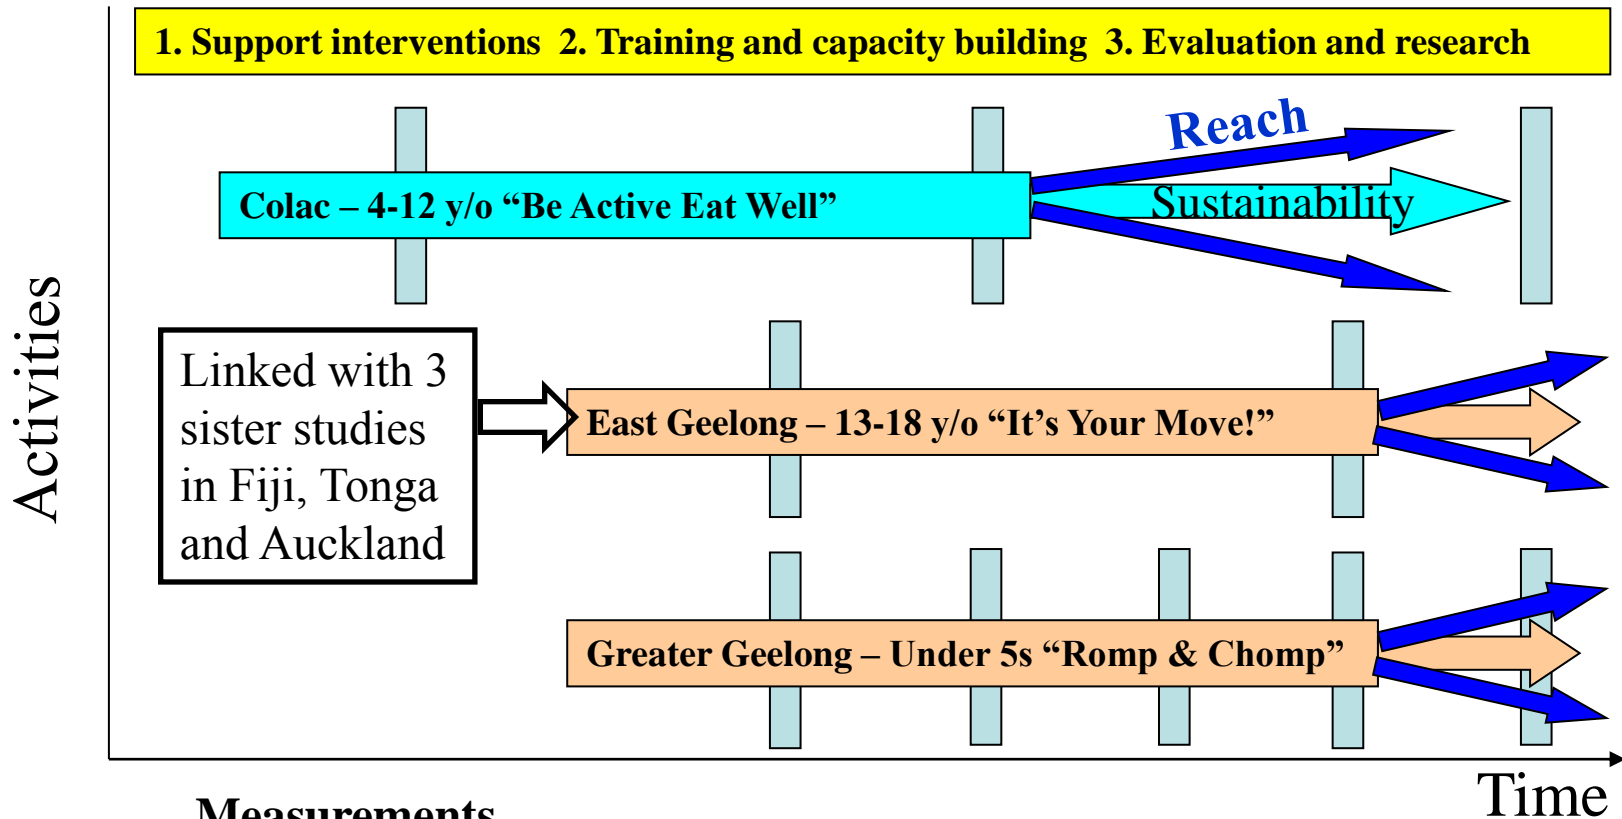 1. Support interventions 2. Training and capacity building 3. Evaluation and research
Reach
Colac – 4-12 y/o “Be Active Eat Well”
Sustainability
Activities
Linked with 3
sister studies
in Fiji, Tonga
and Auckland
East Geelong – 13-18 y/o “It’s Your Move!”
Greater Geelong – Under 5s “Romp & Chomp”
Time
Measurements